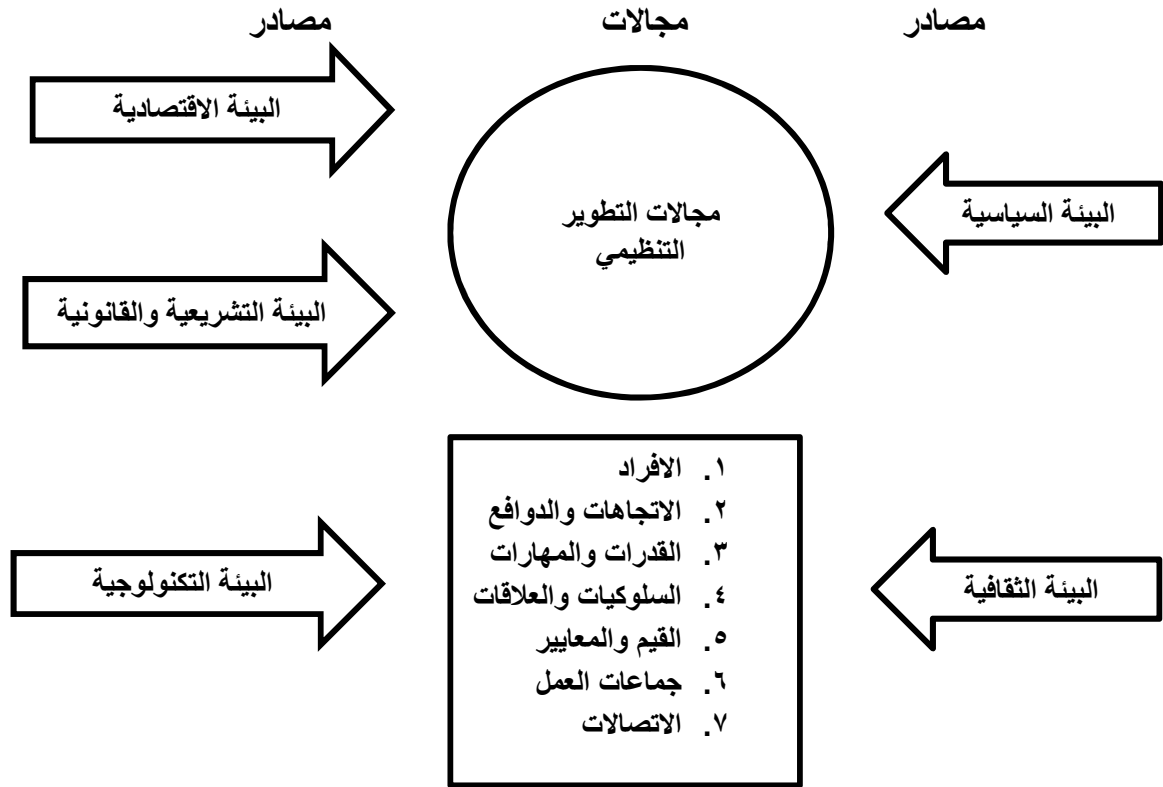 مصادر
مجالات
مصادر
البيئة السياسية
البيئة الثقافية
مجالات التطوير
التنظيمي
١. الافراد
٢. الاتجاهات والدوافع
٣. القدرات والمهارات
٤. السلوكيات والعلاقات
٥. القيم والمعايير
٦. جماعات العمل
٧. الاتصالات
البيئة الاقتصادية
البيئة التشريعية والقانونية
البيئة التكنولوجية